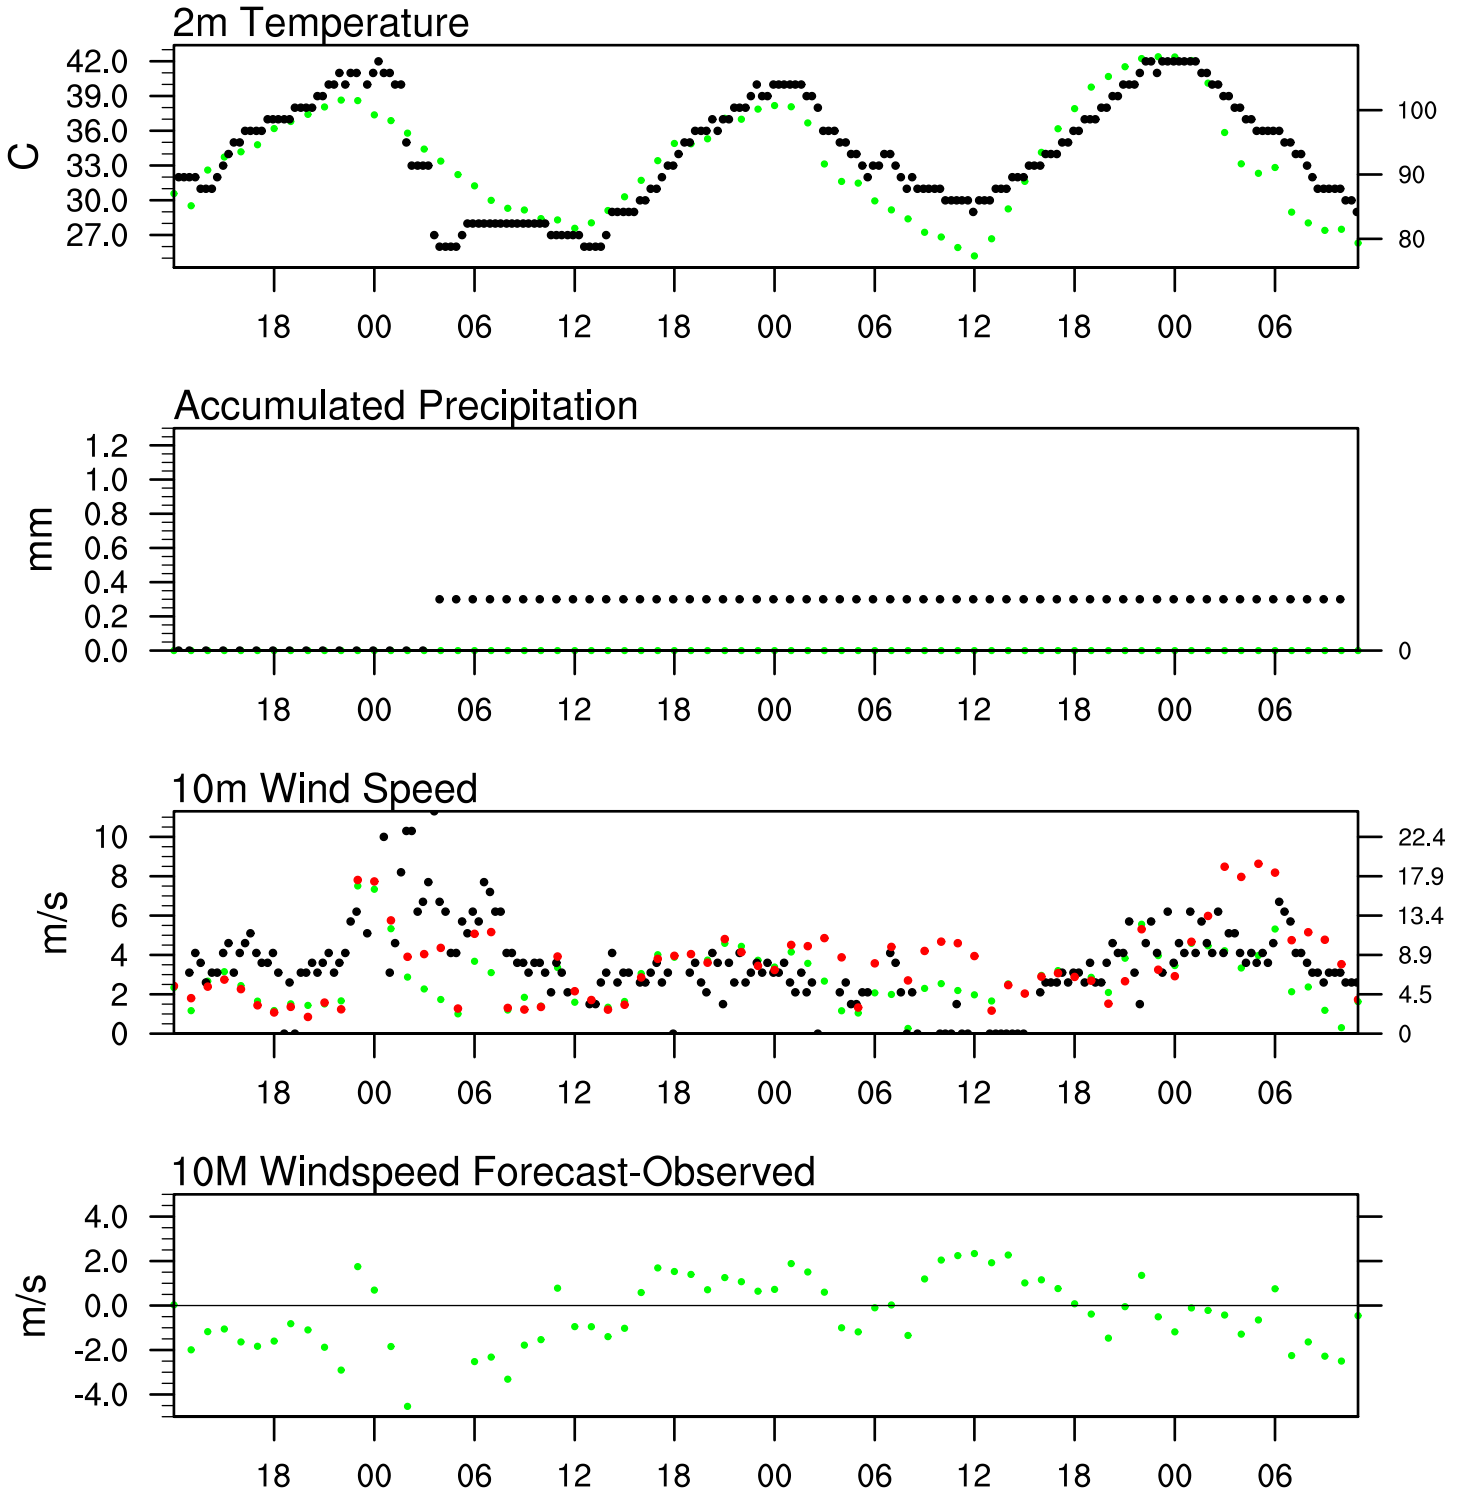 2m Temperature
42.0
39.0
36.0
33.0
30.0
27.0
C
100
90
80
18 00 06 12 18 00 06 12 18 00 06
Accumulated Precipitation
1.2
1.0
0.8
0.6
0.4
0.2
0.0
mm
0
18 00 06 12 18 00 06 12 18 00 06
10m Wind Speed
10
8
6
4
2
0
m/s
22.4
17.9
13.4
8.9
4.5
0
18 00 06 12 18 00 06 12 18 00 06
10M Windspeed Forecast-Observed
4.0
2.0
0.0
-2.0
-4.0
m/s
18 00 06 12 18 00 06 12 18 00 06